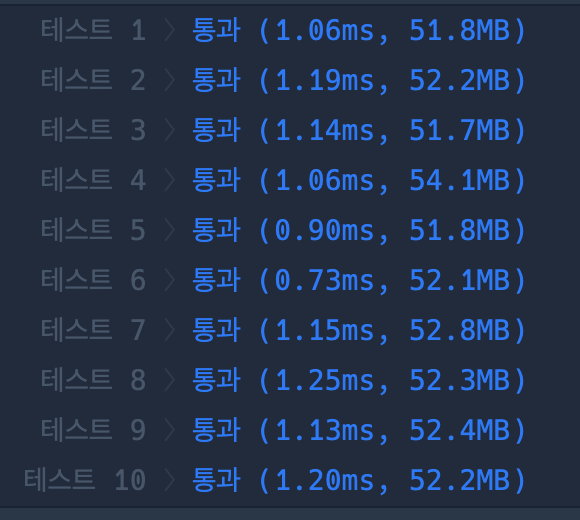 테스트 1 > 통과 (1.06ms, 51.8MB)
테스트 2 > 통과 (1.19ms, 52.2MB)
테스트 3 > 통과 (1.14ms, 51.7MB)
테스트 4 > 통과 (1.06ms, 54.1MB)
테스트 5 > 통과 (0.90ms, 51.8MB)
테스트 6 > 통과 (0.73ms, 52.1MB)
테스트 7 > 통과 (1.15ms, 52.8MB)
테스트 8 > 통과 (1.25ms, 52.3MB)
테스트 9 > 통과 (1.13ms, 52.4MB)
테스트 10 > 통과 (1.20ms, 52.2MB)